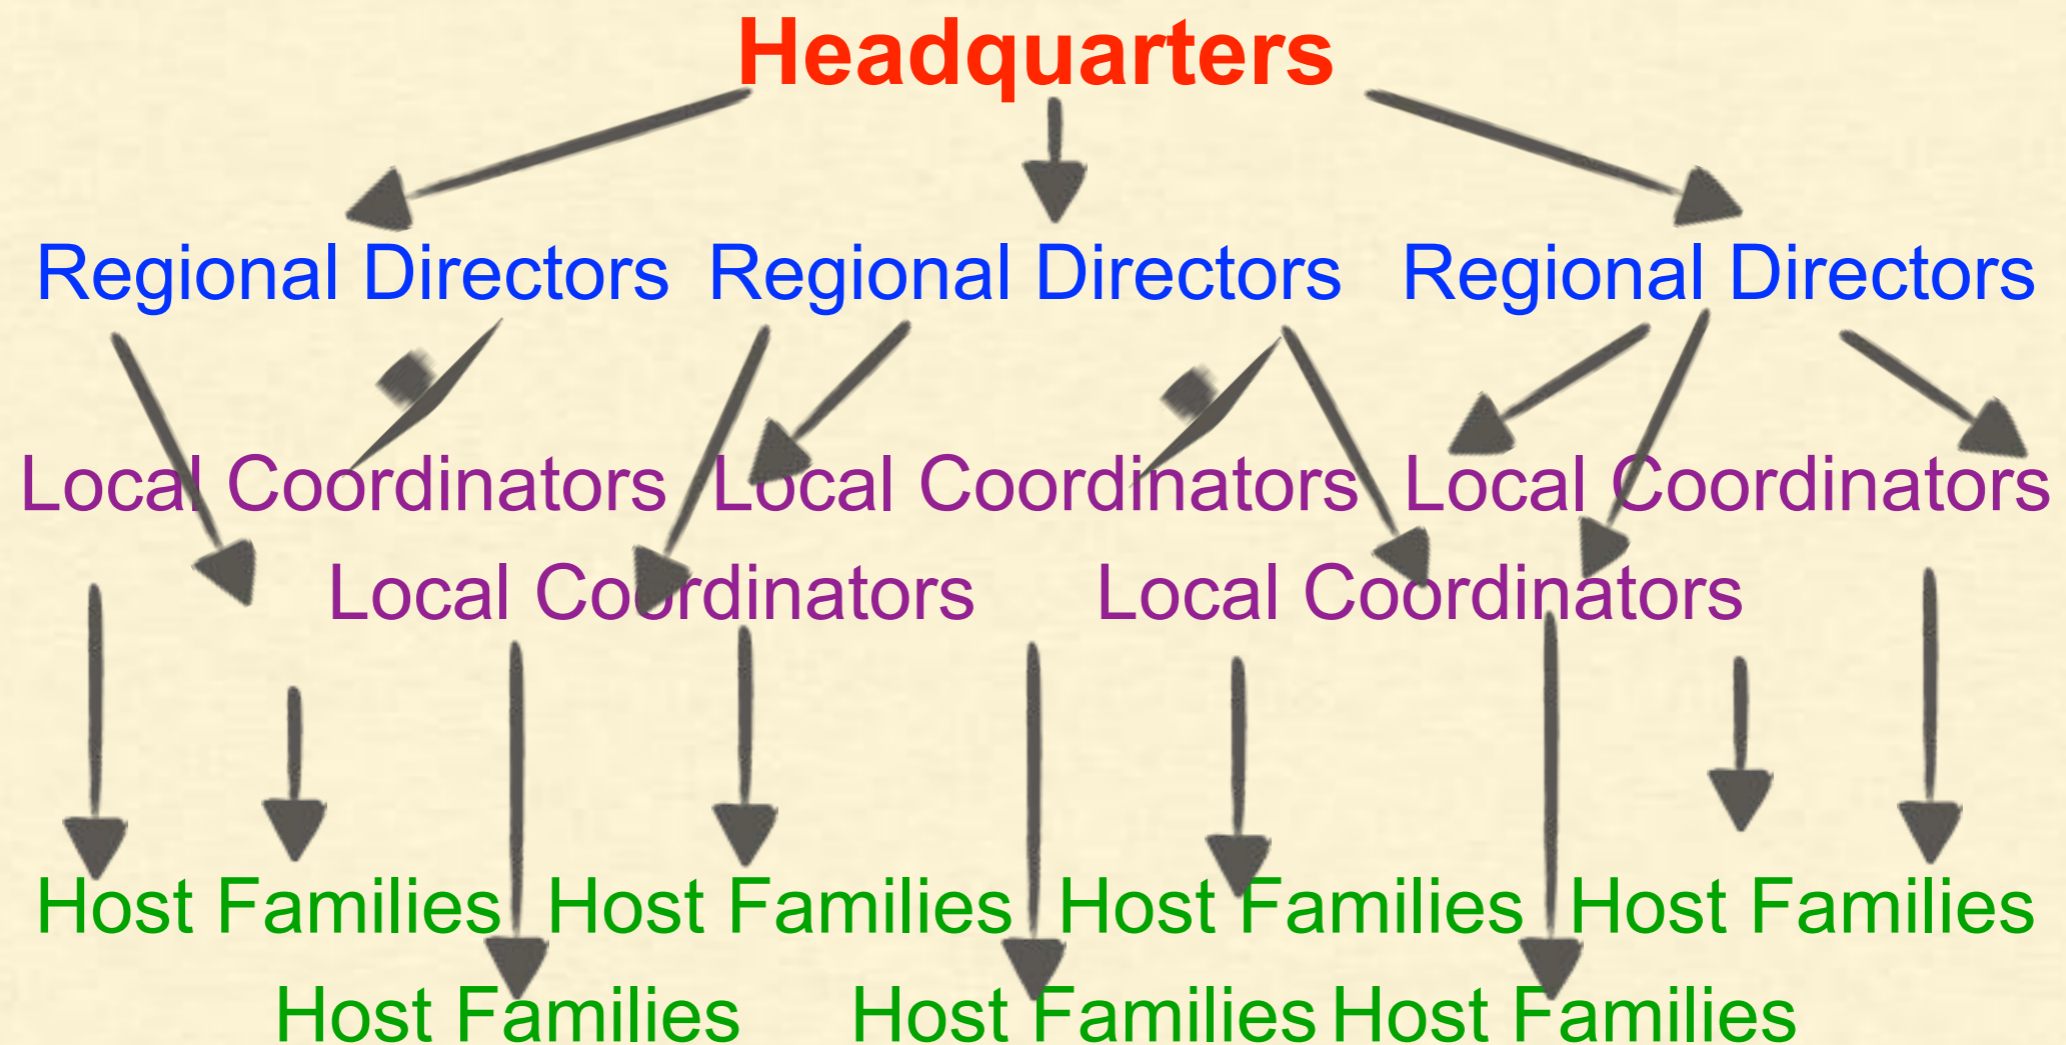 Headquarters
Regional Directors Regional Directors Regional Directors
Local Coordinators Local Coordinators Local Coordinators
Local Coordinators Local Coordinators
Host Families Host Families Host Families Host Families
Host Families Host Families Host Families